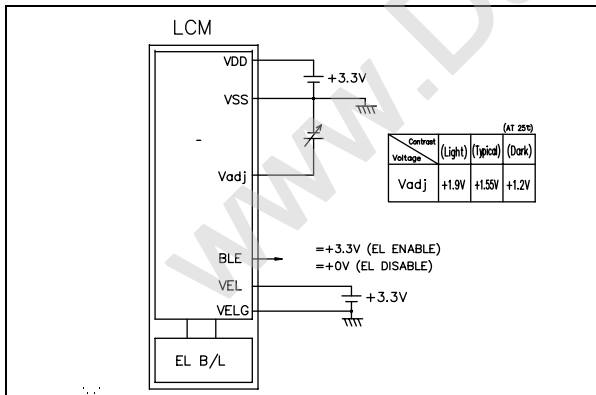 LCM
VDD
+3.3V
VSS
Vadj
(AT 25℃)
Contrast
Voltage
(Light) (Typical) (Dark)
Vadj +1.9V +1.55V +1.2V
BLE
=+3.3V (EL ENABLE)
=+0V (EL DISABLE)
VEL
+3.3V
VELG
EL B/L
www.D